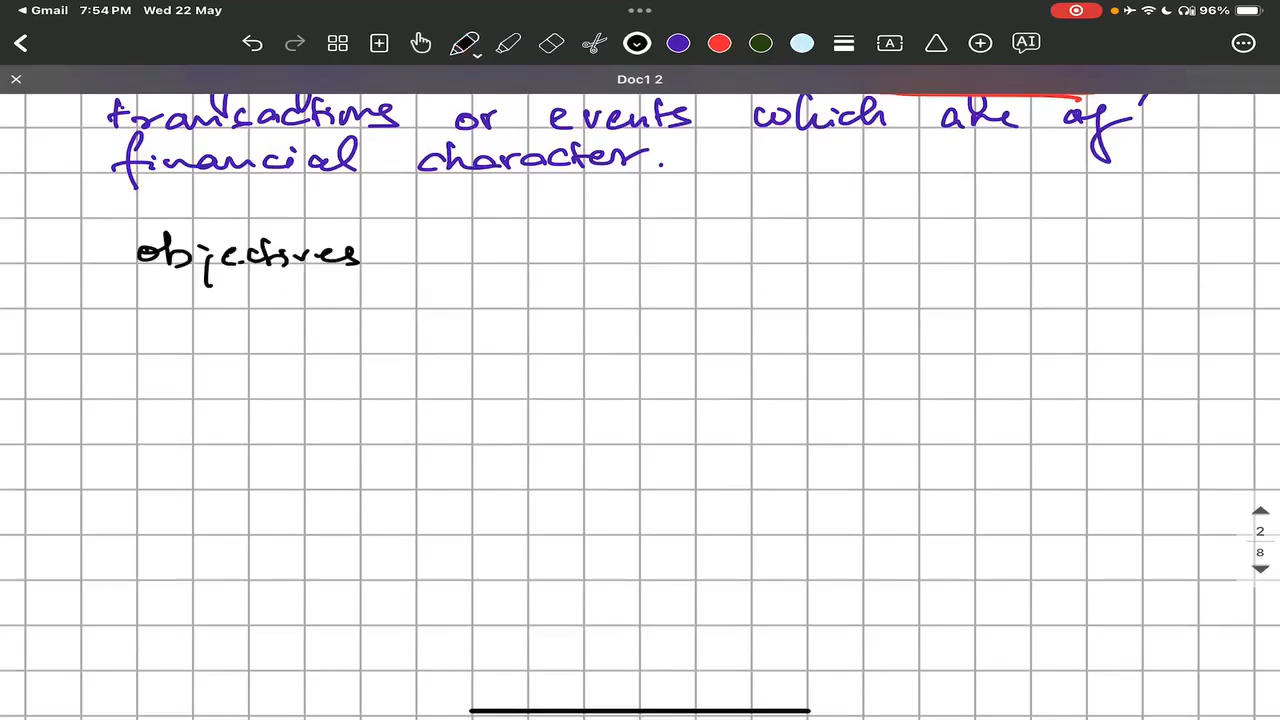 Gmail 7:54 PM Wed 22 May 96%
Doc1 2
transactions or events which are of
financial character.
objectives
2
8